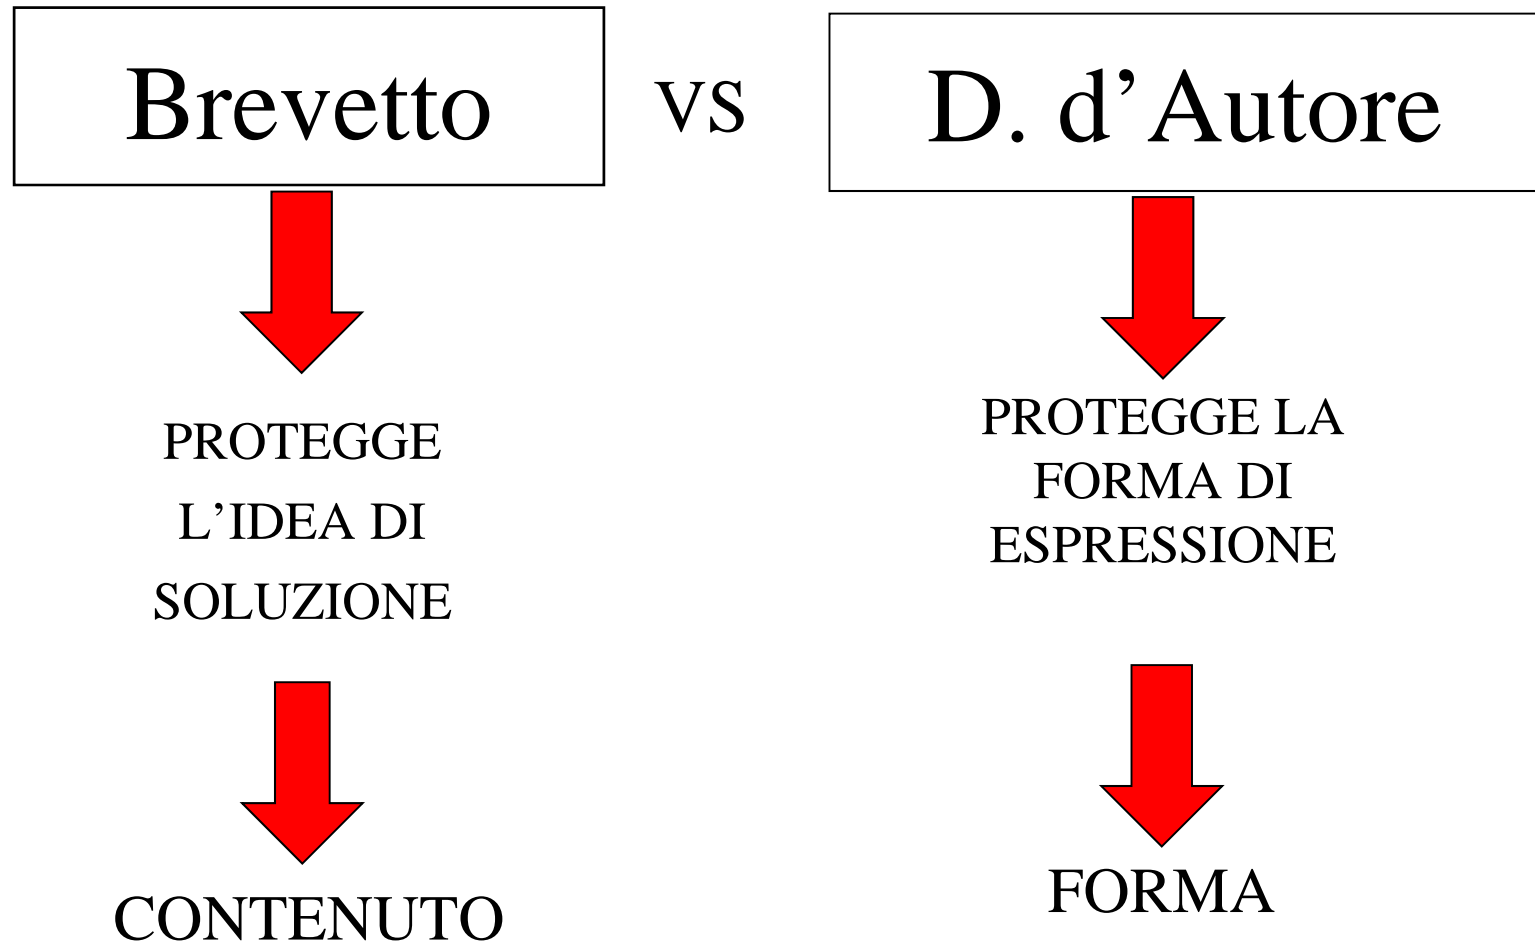 Brevetto
VS
D. d’Autore
PROTEGGE
L’IDEA DI
SOLUZIONE
CONTENUTO
PROTEGGE LA
FORMA DI
ESPRESSIONE
FORMA